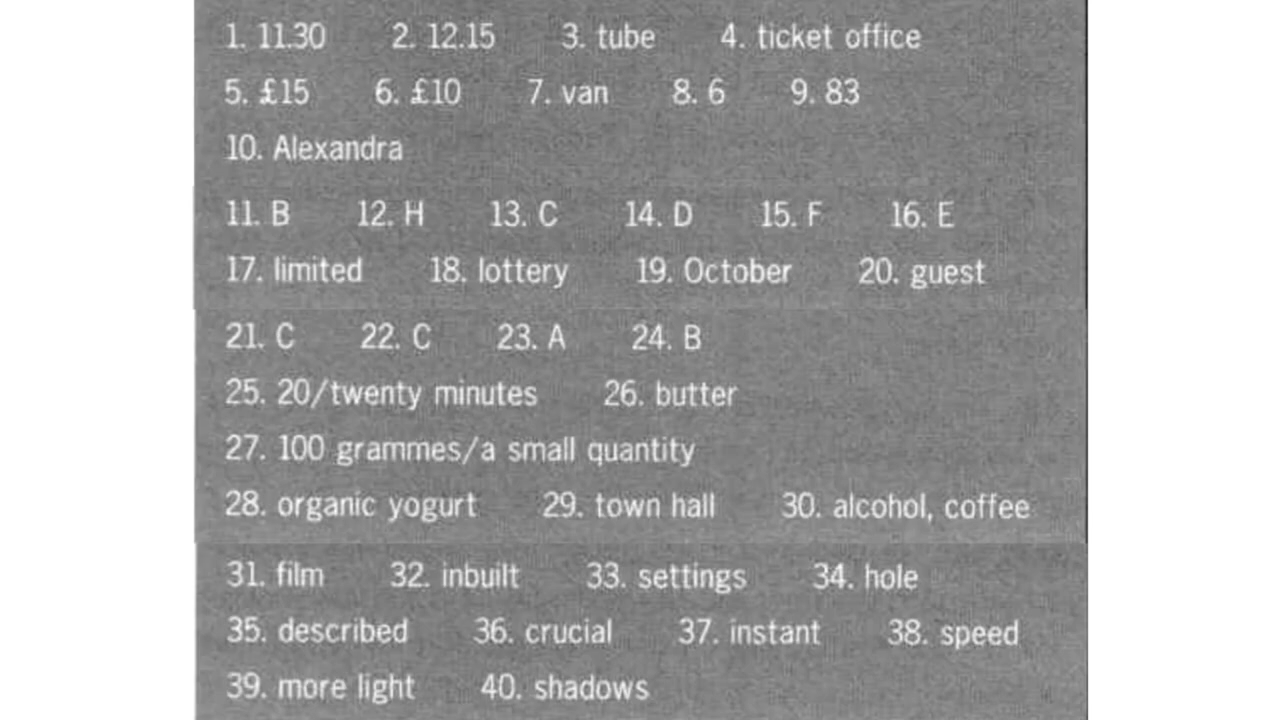 1. 11.30 2. 12.15 3. tube 4. ticket office
5. £15 6. £10 7. van 8. 6 9. 83
10. Alexandra
11. B 12. H 13. C 14. D 15. F 16. E
17. limited 18. lottery 19. October 20. guest
21. C 22. C 23. A 24. B
25. 20/twenty minutes 26. butter
27. 100 grammes/a small quantity
28. organic yogurt 29. town hall 30. alcohol, coffee
31. film 32. inbuilt 33. settings 34. hole
35. described 36. crucial 37. instant 38. speed
39. more light 40. shadows